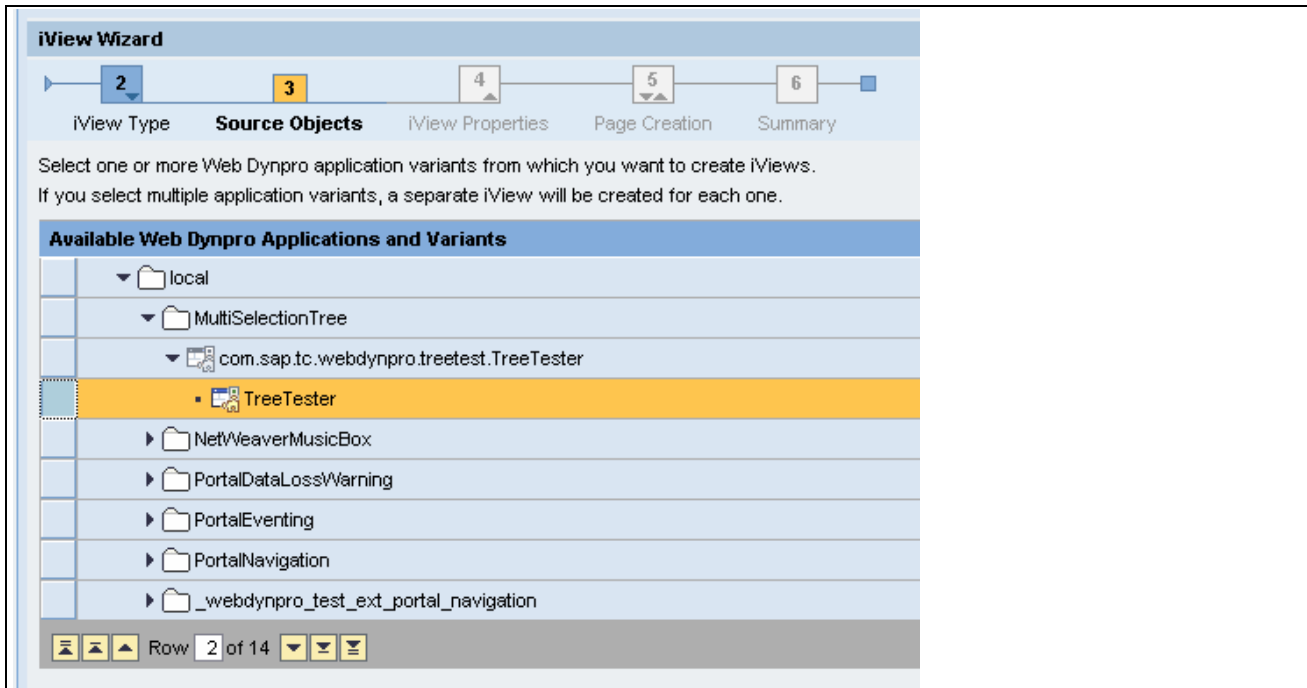 iView Wizard
2 3 4 5 6
iView Type Source Objects iView Properties Page Creation Summary
Select one or more Web Dynpro application variants from which you want to create iViews.
If you select multiple application variants, a separate iView will be created for each one.
Available Web Dynpro Applications and Variants
local
MultiSelectionTree
com.sap.tc.webdynpro.treetest.TreeTester
TreeTester
NetWeaverMusicBox
PortalDataLossWarning
PortalEventing
PortalNavigation
_webdynpro_test_ext_portal_navigation
Row 2 of 14